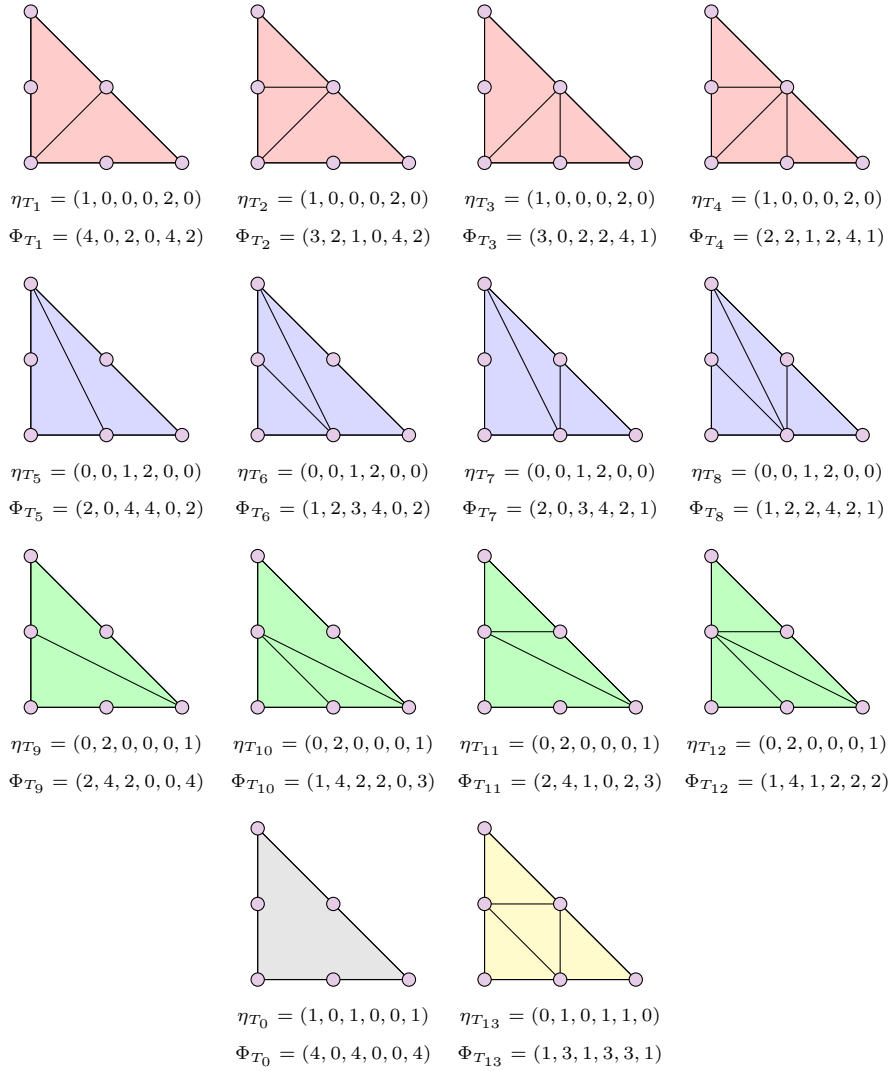 η_{T_1} = (1, 0, 0, 0, 2, 0) η_{T_2} = (1, 0, 0, 0, 2, 0) η_{T_3} = (1, 0, 0, 0, 2, 0) η_{T_4} = (1, 0, 0, 0, 2, 0)
Φ_{T_1} = (4, 0, 2, 0, 4, 2) Φ_{T_2} = (3, 2, 1, 0, 4, 2) Φ_{T_3} = (3, 0, 2, 2, 4, 1) Φ_{T_4} = (2, 2, 1, 2, 4, 1)
η_{T_5} = (0, 0, 1, 2, 0, 0) η_{T_6} = (0, 0, 1, 2, 0, 0) η_{T_7} = (0, 0, 1, 2, 0, 0) η_{T_8} = (0, 0, 1, 2, 0, 0)
Φ_{T_5} = (2, 0, 4, 4, 0, 2) Φ_{T_6} = (1, 2, 3, 4, 0, 2) Φ_{T_7} = (2, 0, 3, 4, 2, 1) Φ_{T_8} = (1, 2, 2, 4, 2, 1)
η_{T_9} = (0, 2, 0, 0, 0, 1) η_{T_{10}} = (0, 2, 0, 0, 0, 1) η_{T_{11}} = (0, 2, 0, 0, 0, 1) η_{T_{12}} = (0, 2, 0, 0, 0, 1)
Φ_{T_9} = (2, 4, 2, 0, 0, 4) Φ_{T_{10}} = (1, 4, 2, 2, 0, 3) Φ_{T_{11}} = (2, 4, 1, 0, 2, 3) Φ_{T_{12}} = (1, 4, 1, 2, 2, 2)
η_{T_0} = (1, 0, 1, 0, 0, 1) η_{T_{13}} = (0, 1, 0, 1, 1, 0)
Φ_{T_0} = (4, 0, 4, 0, 0, 4) Φ_{T_{13}} = (1, 3, 1, 3, 3, 1)